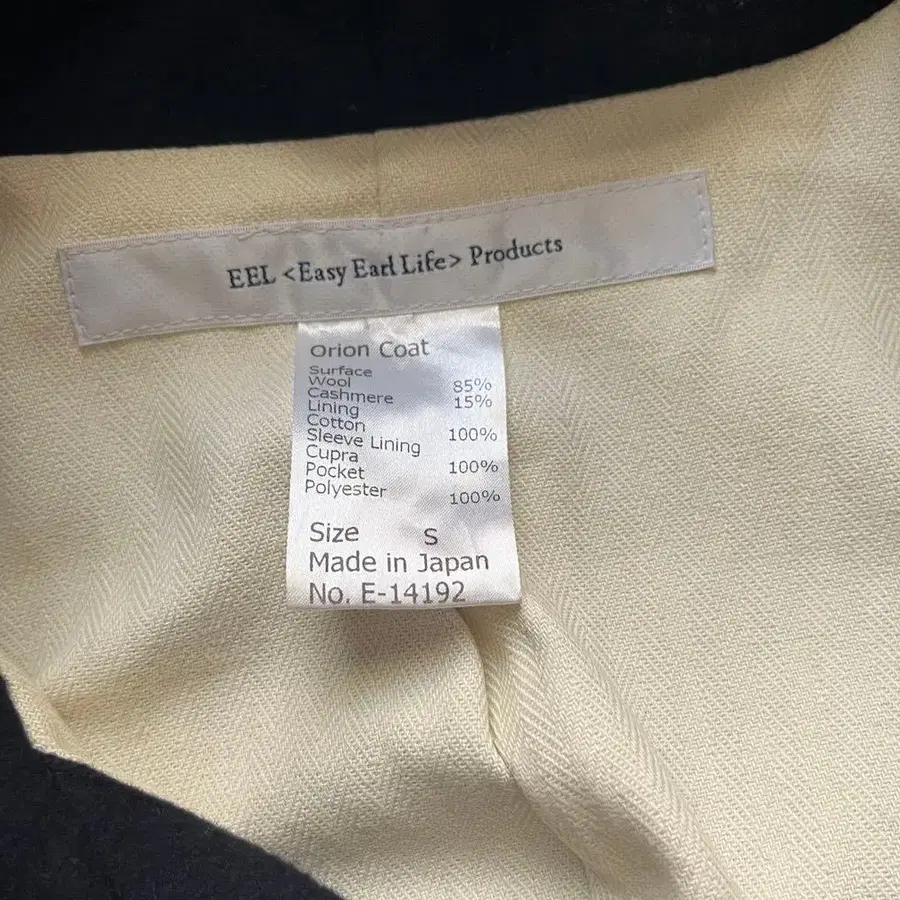 EEL <Easy Earl Life> Products
Orion Coat
Surface
Wool 85%
Cashmere 15%
Lining
Cotton 100%
Sleeve Lining
Cupra 100%
Pocket
Polyester 100%
Size S
Made in Japan
No. E-14192